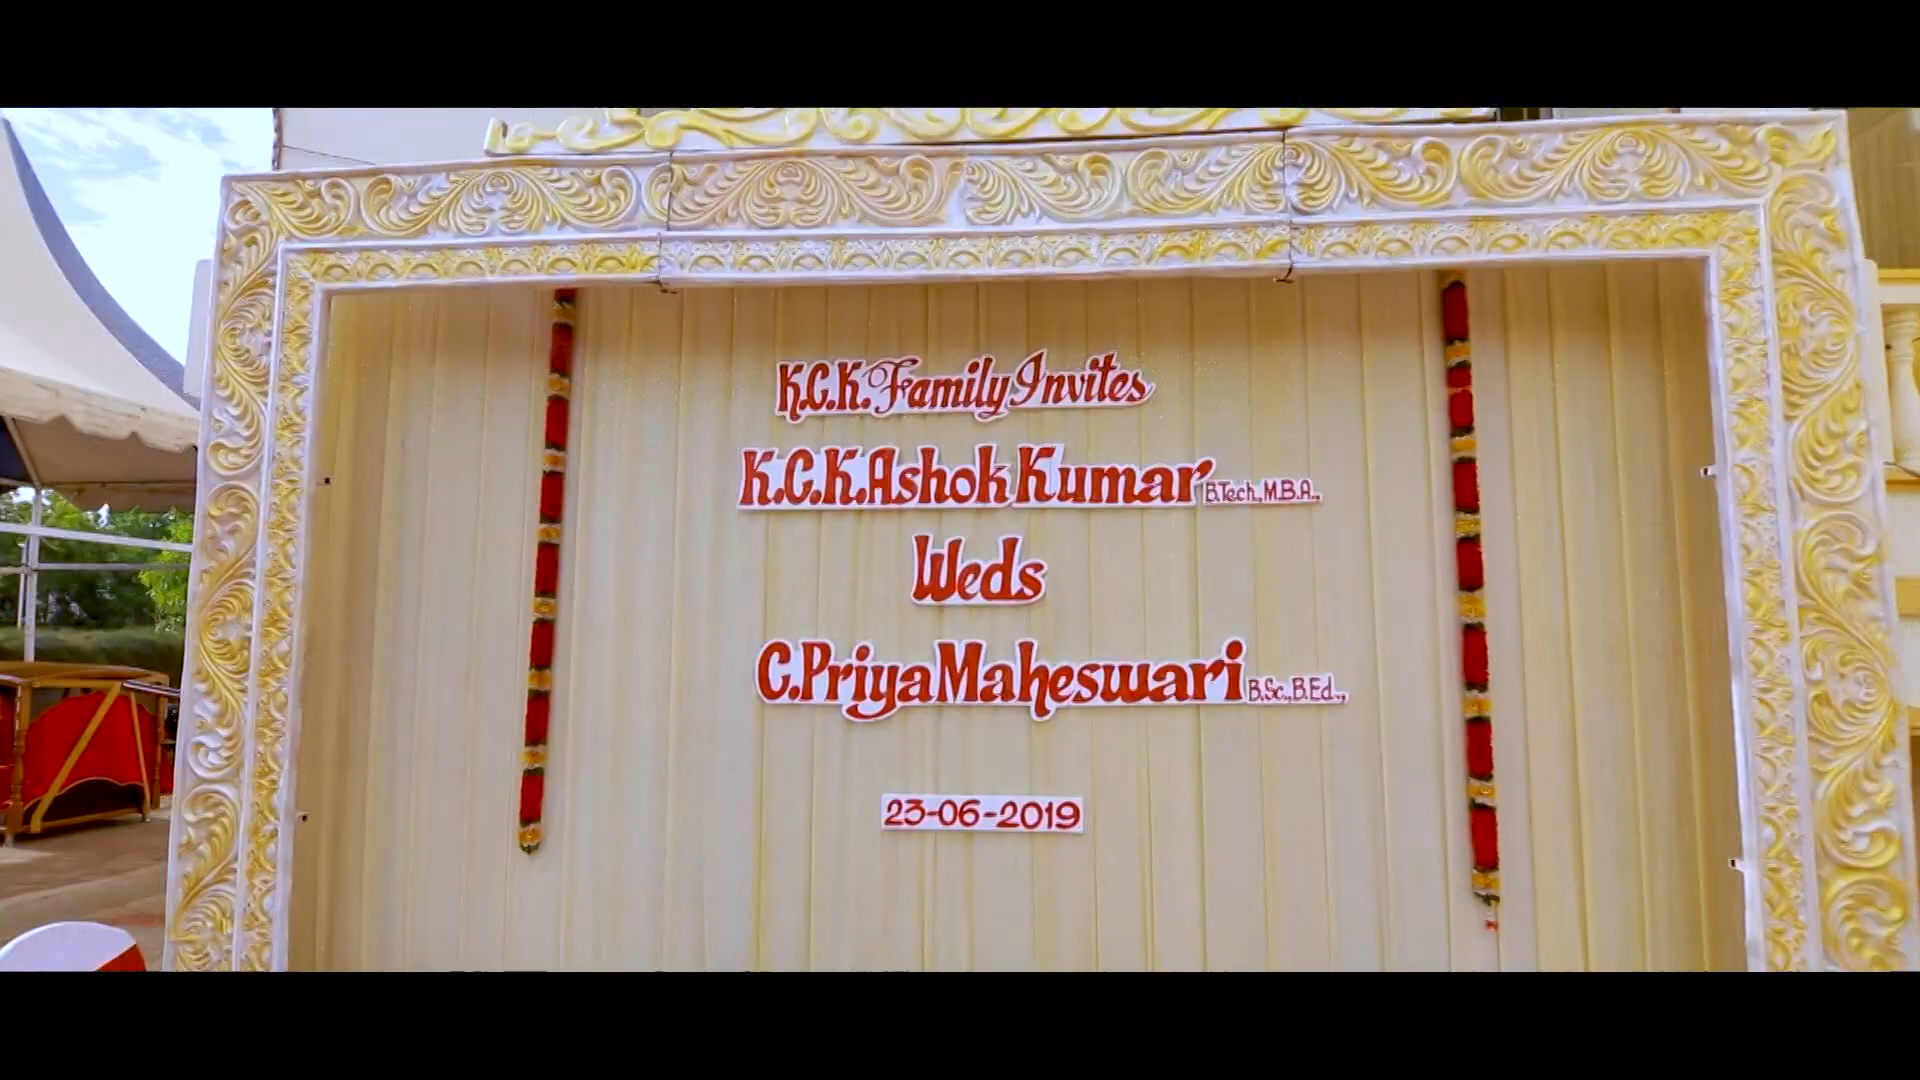 K.C.K. Family Invites
K.C.K. Ashok Kumar B.Tech., M.B.A.,
Weds
C. Priya Maheswari B.Sc., B.Ed.,
23-06-2019